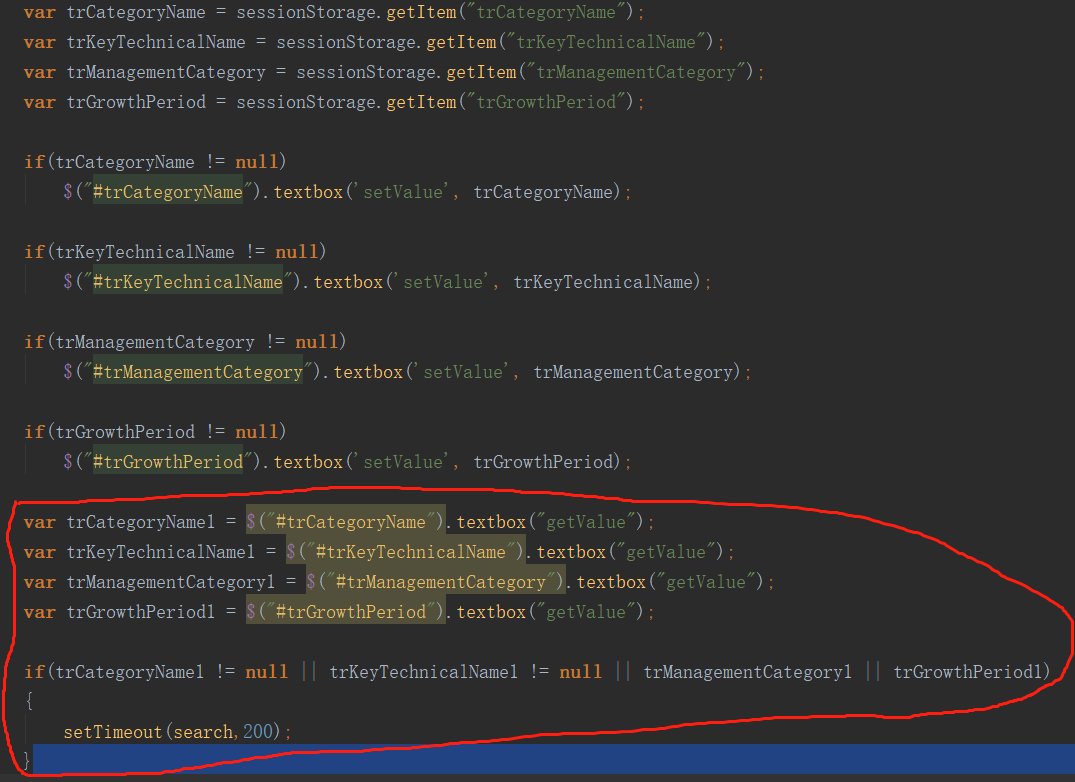 var trCategoryName = sessionStorage.getItem("trCategoryName");
var trKeyTechnicalName = sessionStorage.getItem("trKeyTechnicalName");
var trManagementCategory = sessionStorage.getItem("trManagementCategory");
var trGrowthPeriod = sessionStorage.getItem("trGrowthPeriod");
if(trCategoryName != null)
$("#trCategoryName").textbox('setValue', trCategoryName);
if(trKeyTechnicalName != null)
$("#trKeyTechnicalName").textbox('setValue', trKeyTechnicalName);
if(trManagementCategory != null)
$("#trManagementCategory").textbox('setValue', trManagementCategory);
if(trGrowthPeriod != null)
$("#trGrowthPeriod").textbox('setValue', trGrowthPeriod);
var trCategoryName1 = $("#trCategoryName").textbox("getValue");
var trKeyTechnicalName1 = $("#trKeyTechnicalName").textbox("getValue");
var trManagementCategory1 = $("#trManagementCategory").textbox("getValue");
var trGrowthPeriod1 = $("#trGrowthPeriod").textbox("getValue");
if(trCategoryName1 != null || trKeyTechnicalName1 != null || trManagementCategory1 || trGrowthPeriod1)
{
setTimeout(search,200);
}